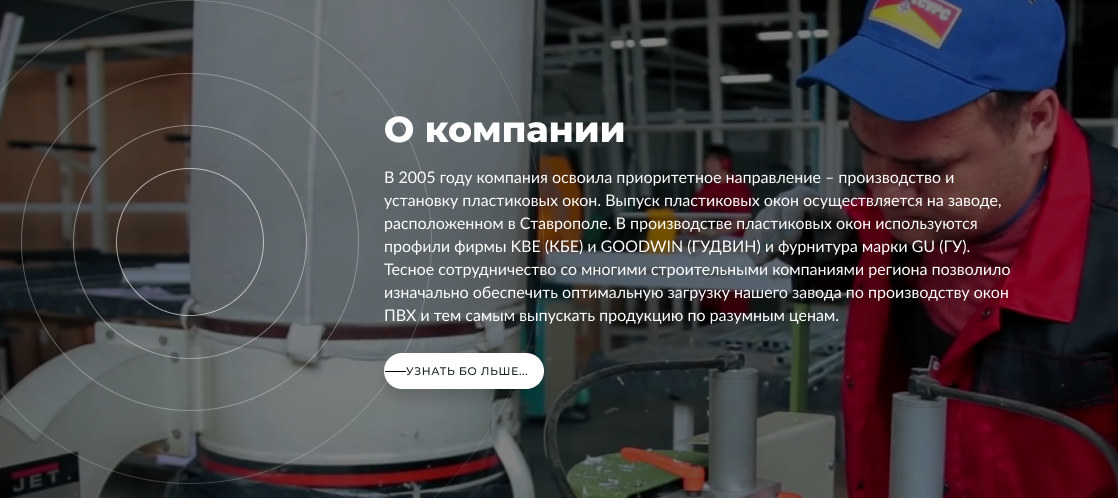 О компании
В 2005 году компания освоила приоритетное направление – производство и
установку пластиковых окон. Выпуск пластиковых окон осуществляется на заводе,
расположенном в Ставрополе. В производстве пластиковых окон используются
профили фирмы KBE (КБЕ) и GOODWIN (ГУДВИН) и фурнитура марки GU (ГУ).
Тесное сотрудничество со многими строительными компаниями региона позволило
изначально обеспечить оптимальную загрузку нашего завода по производству окон
ПВХ и тем самым выпускать продукцию по разумным ценам.
УЗНАТЬ БО ЛЬШЕ...
JET.